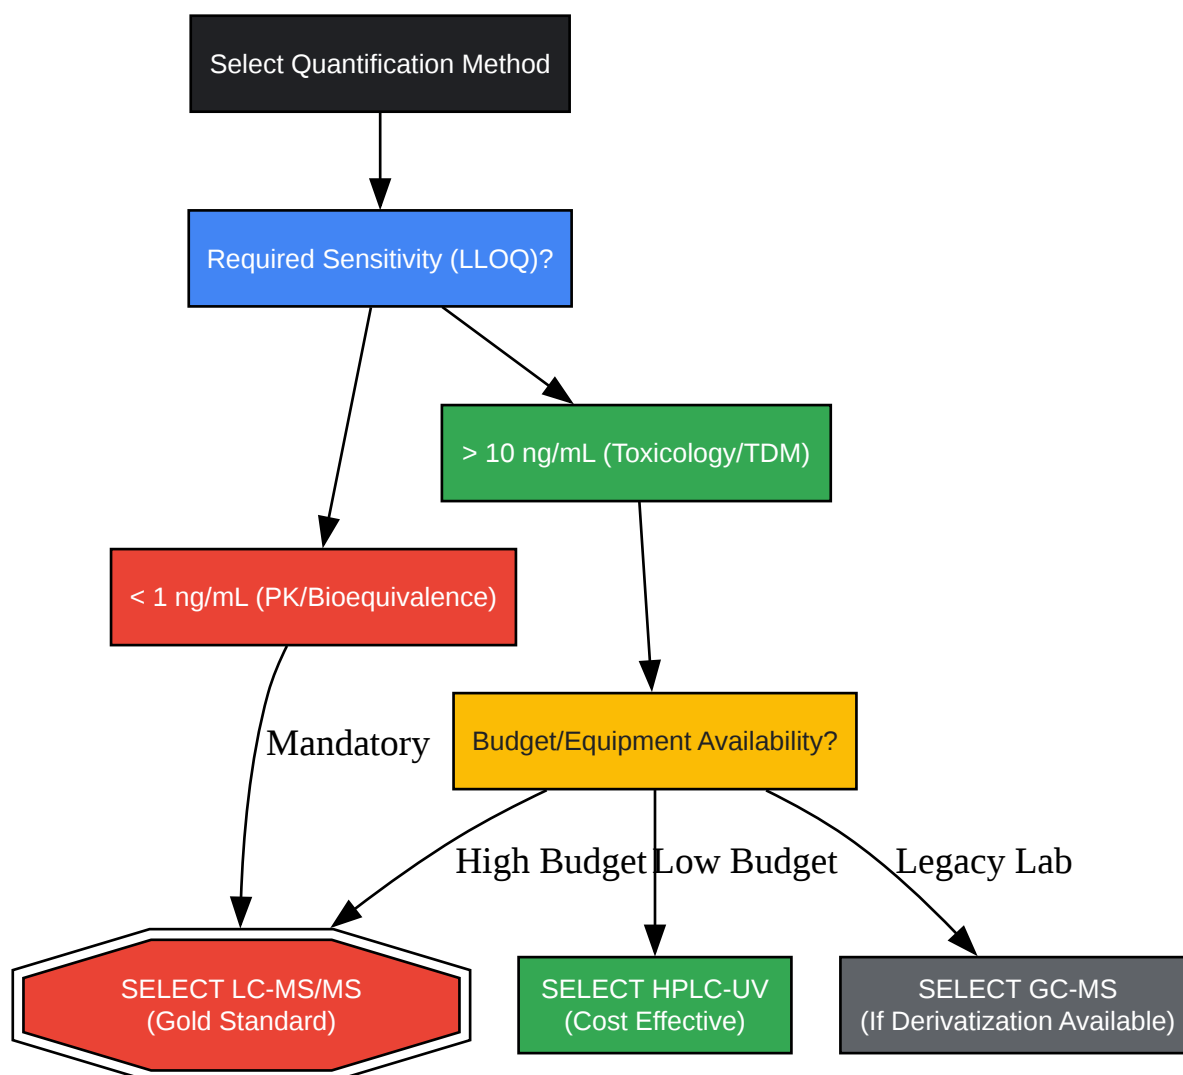 Select Quantification Method
Required Sensitivity (LLOQ)?
> 10 ng/mL (Toxicology/TDM)
< 1 ng/mL (PK/Bioequivalence)
Mandatory
Budget/Equipment Availability?
High Budget
Low Budget
Legacy Lab
SELECT LC-MS/MS
(Gold Standard)
SELECT HPLC-UV
(Cost Effective)
SELECT GC-MS
(If Derivatization Available)